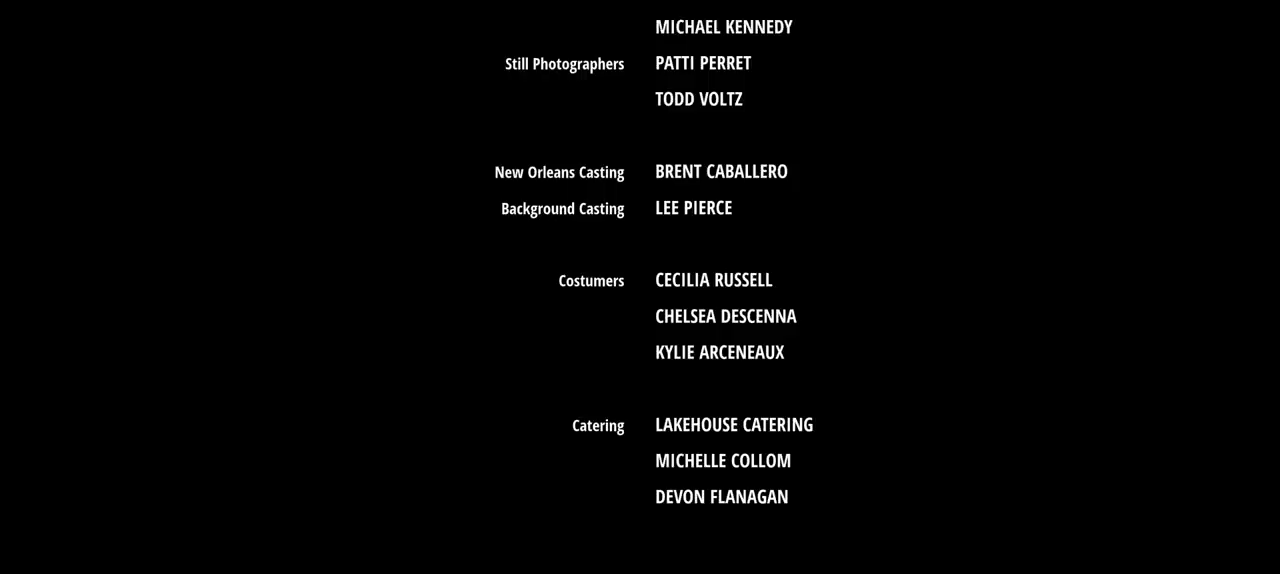 MICHAEL KENNEDY
Still Photographers PATTI PERRET
TODD VOLTZ
New Orleans Casting BRENT CABALLERO
Background Casting LEE PIERCE
Costumers CECILIA RUSSELL
CHELSEA DESCENNA
KYLIE ARCENEAUX
Catering LAKEHOUSE CATERING
MICHELLE COLLOM
DEVON FLANAGAN